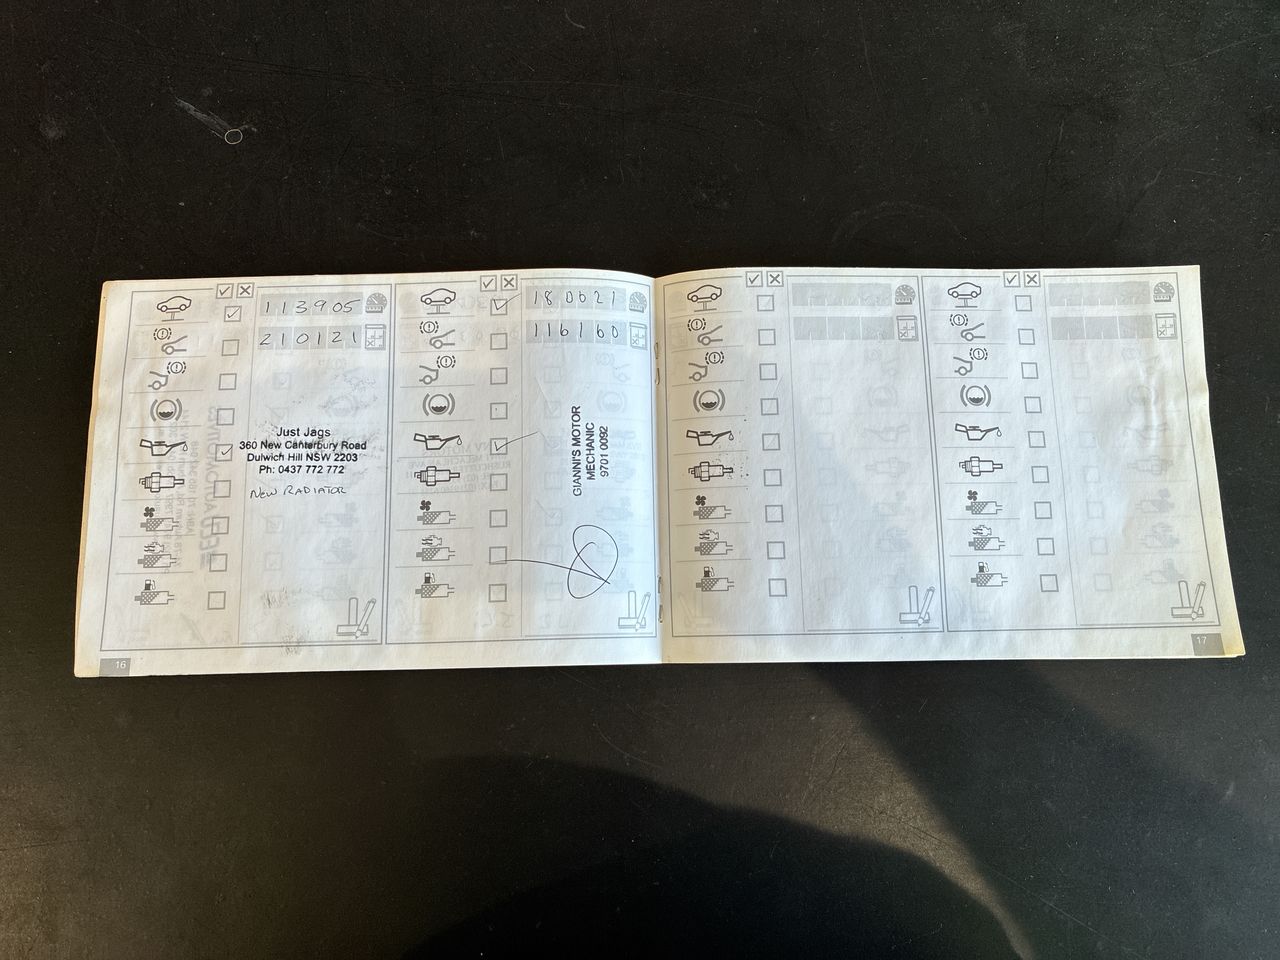 113905
210121
Just Jags
360 New Canterbury Road
Dulwich Hill NSW 2203
Ph: 0437 772 772
NEW RADIATOR
16
180621
116160
GIANNI'S MOTOR
MECHANIC
9701 0092
17